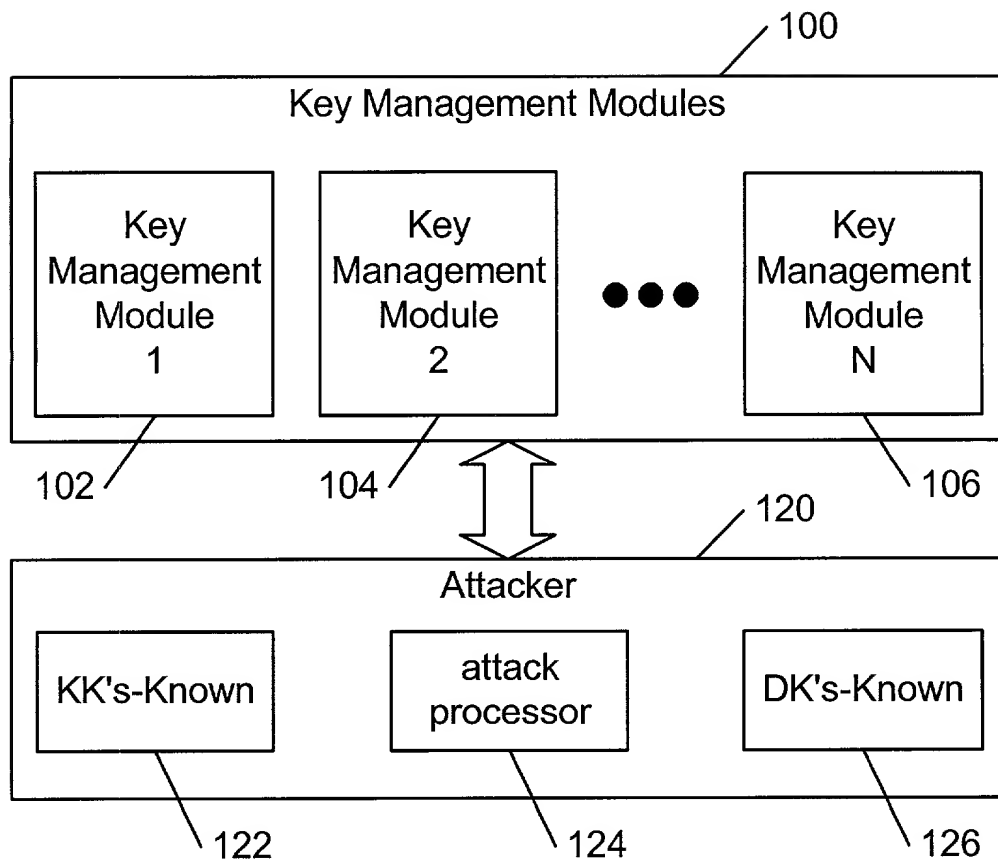 100
Key Management Modules
Key
Management
Module
1
Key
Management
Module
2
Key
Management
Module
N
102
104
106
120
Attacker
KK's-Known
attack
processor
DK's-Known
122
124
126